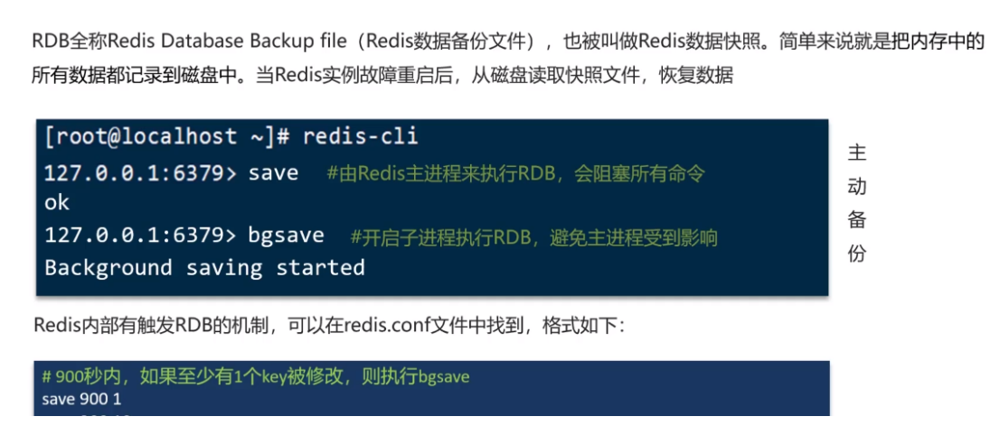 RDB全称Redis Database Backup file（Redis数据备份文件），也被叫做Redis数据快照。简单来说就是把内存中的
所有数据都记录到磁盘中。当Redis实例故障重启后，从磁盘读取快照文件，恢复数据
[root@localhost ~]# redis-cli
127.0.0.1:6379> save #由Redis主进程来执行RDB，会阻塞所有命令
ok
127.0.0.1:6379> bgsave #开启子进程执行RDB，避免主进程受到影响
Background saving started
主
动
备
份
Redis内部有触发RDB的机制，可以在redis.conf文件中找到，格式如下：
# 900秒内，如果至少有1个key被修改，则执行bgsave
save 900 1